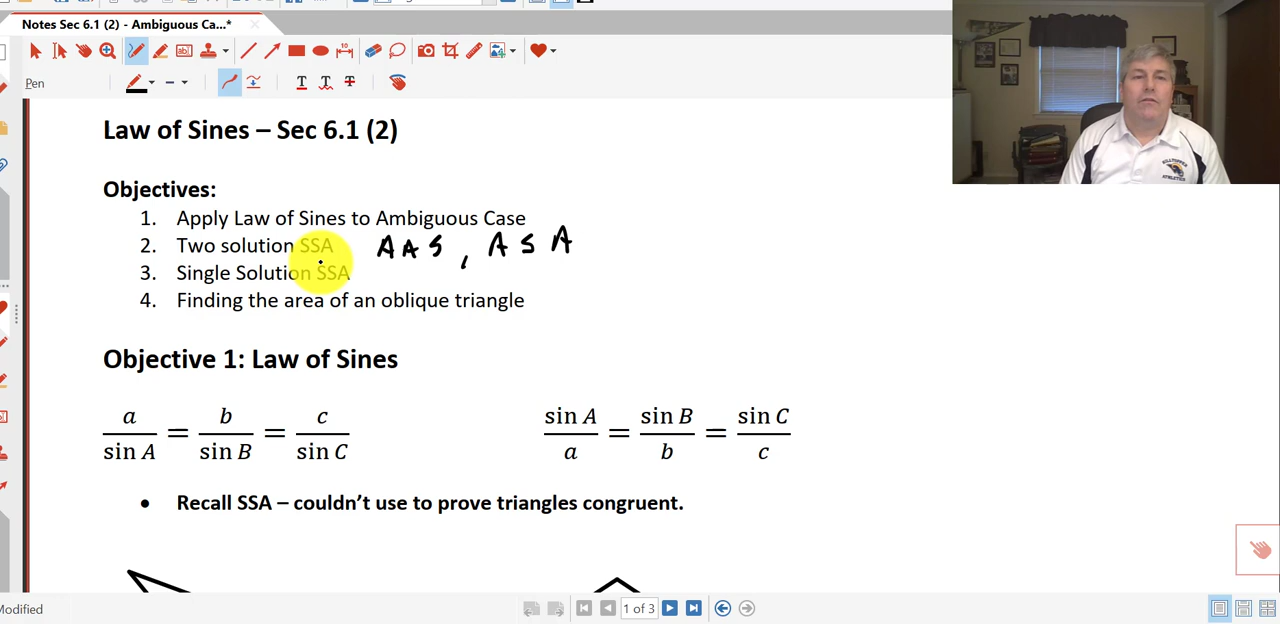 Notes Sec 6.1 (2) - Ambiguous Ca...*
Pen
Law of Sines – Sec 6.1 (2)
Objectives:
1. Apply Law of Sines to Ambiguous Case
2. Two solution SSA AAS, ASA
3. Single Solution SSA
4. Finding the area of an oblique triangle
Objective 1: Law of Sines
a/sin A = b/sin B = c/sin C
sin A/a = sin B/b = sin C/c
• Recall SSA – couldn't use to prove triangles congruent.
HILLTOPPER
ATHLETICS
Modified
1 of 3